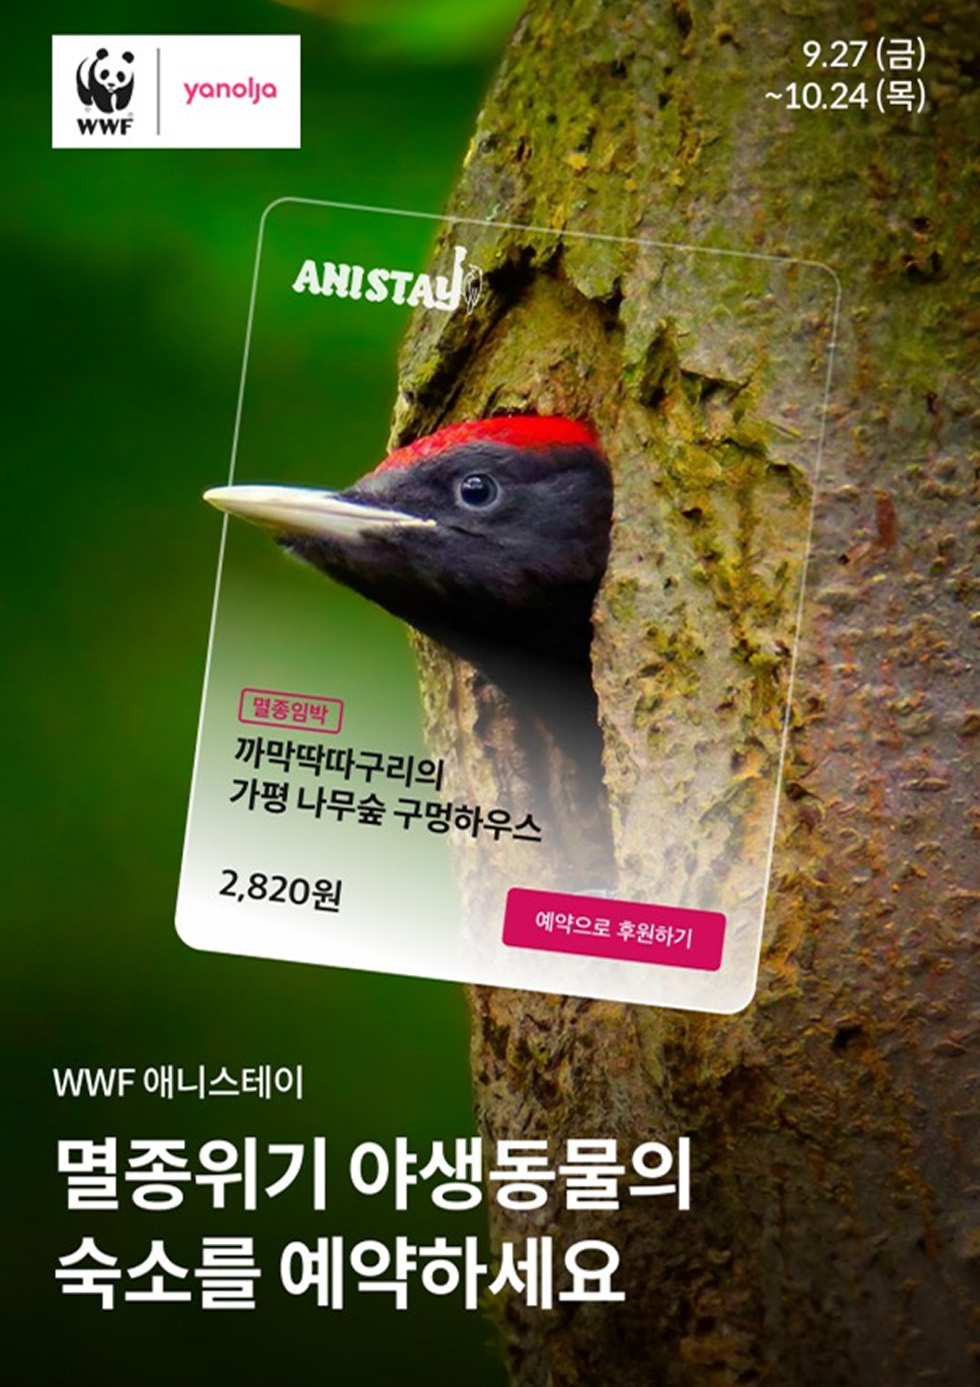 WWF
yanolja
9.27 (금)
~10.24 (목)
ANISTAY
멸종임박
까막딱따구리의
가평 나무숲 구멍하우스
2,820원
예약으로 후원하기
WWF 애니스테이
멸종위기 야생동물의
숙소를 예약하세요